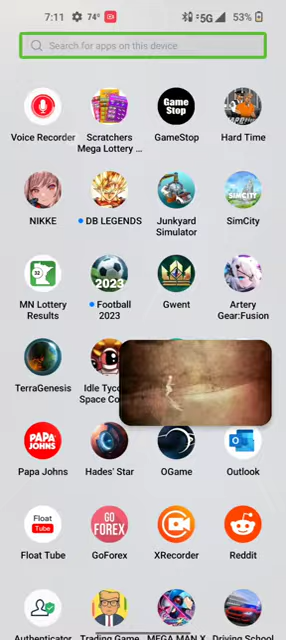 7:11 74° 5G 53%
Search for apps on this device
Game
Stop
Voice Recorder Scratchers GameStop Hard Time
Mega Lottery ...
SIMCITY
NIKKE DB LEGENDS Junkyard SimCity
Simulator
32
2023
MN Lottery Football Gwent Artery
Results 2023 Gear:Fusion
TerraGenesis Idle Tyco
Space Co
PAPA
JOHNS
Papa Johns Hades' Star OGame Outlook
Float
Tube
GO
FOREX
Float Tube GoForex XRecorder Reddit
Authenticator Trading Game MEGA MAN X Driving School